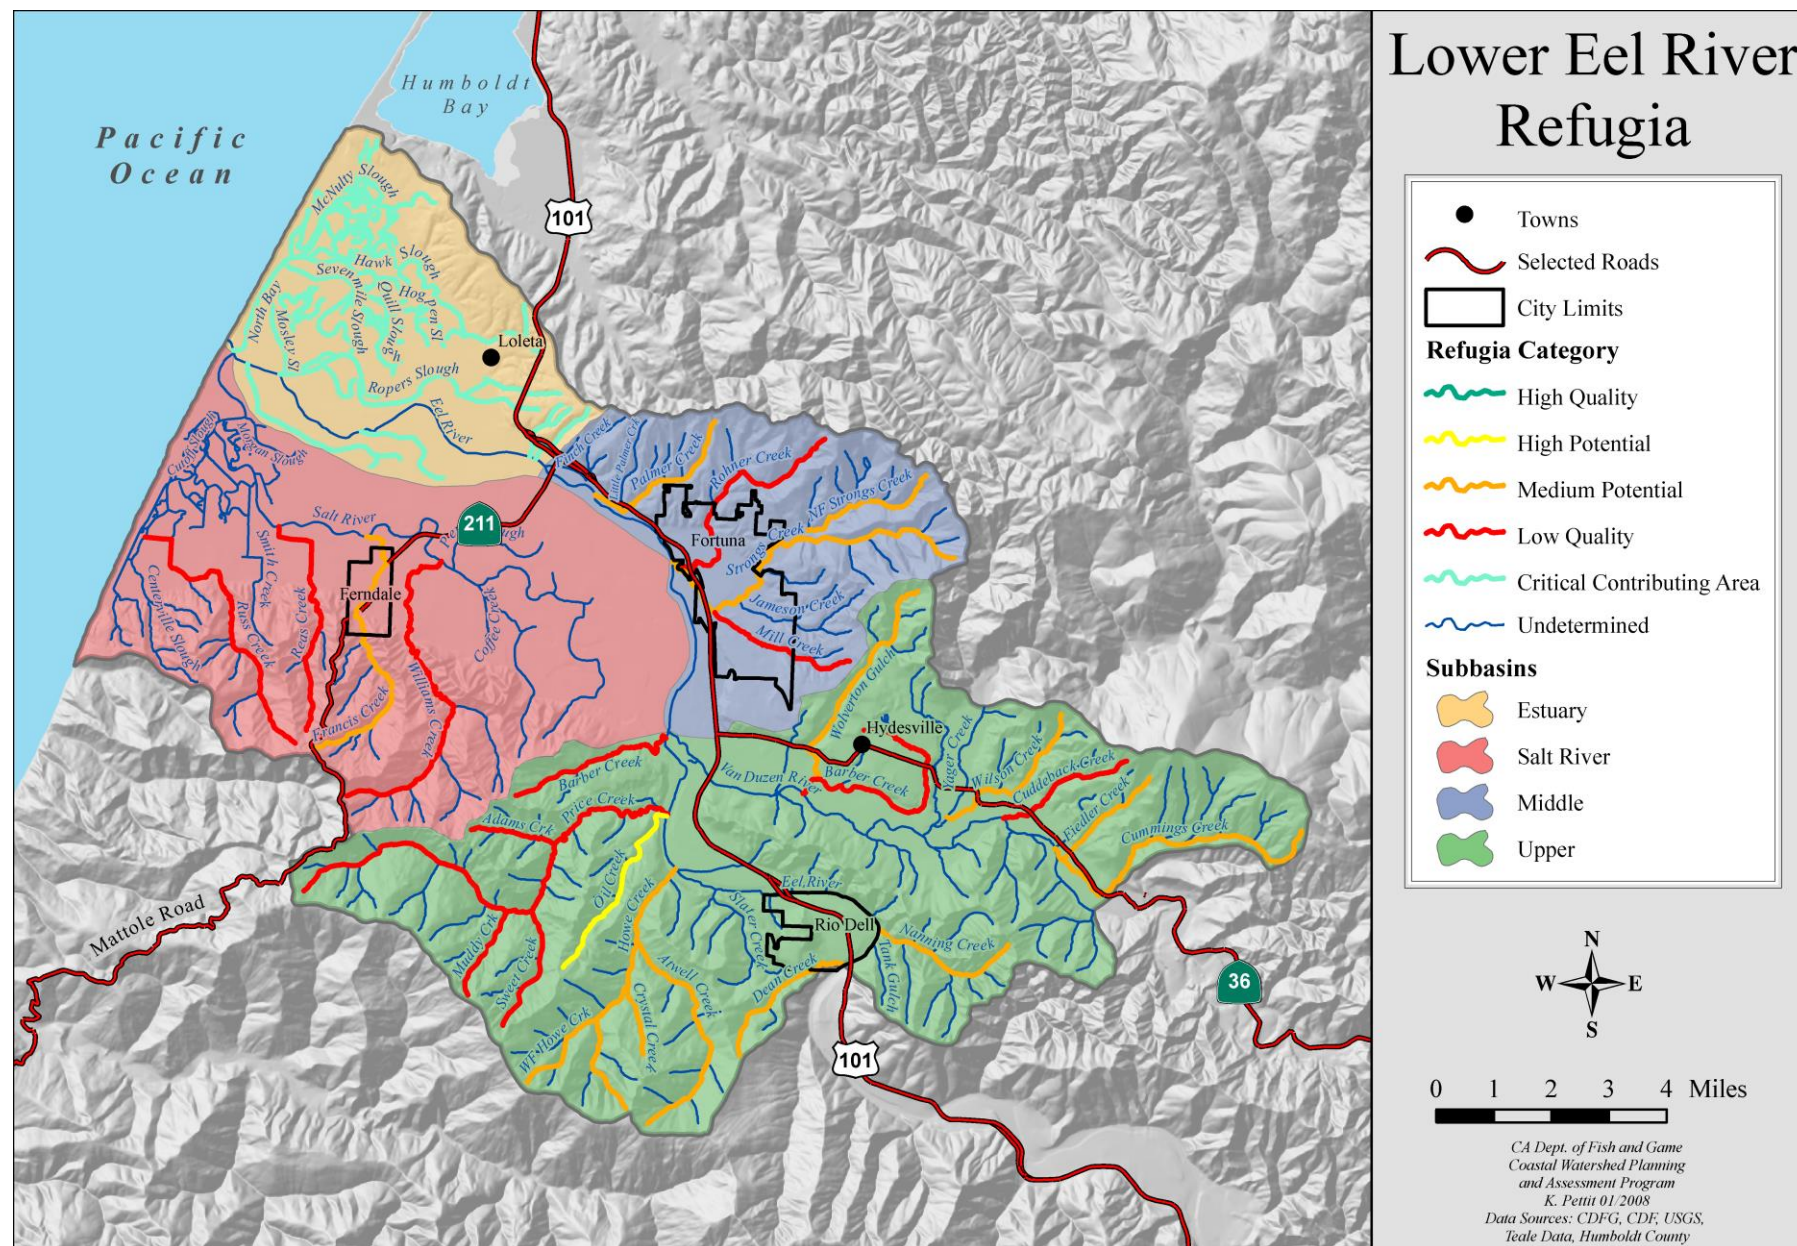 Lower Eel River
Refugia
Towns
Selected Roads
City Limits
Refugia Category
High Quality
High Potential
Medium Potential
Low Quality
Critical Contributing Area
Undetermined
Subbasins
Estuary
Salt River
Middle
Upper
N
W
E
S
0 1 2 3 4 Miles
CA Dept. of Fish and Game
Coastal Watershed Planning
and Assessment Program
K. Pettit 01/2008
Data Sources: CDFG, CDF, USGS,
Teale Data, Humboldt County
Humboldt
Bay
Pacific
Ocean
101
McNulty Slough
Hawk Slough
Sevenmile Slough
Hogpen Sl
Quill Slough
North Bay
Mosley Sl
Loleta
Ropers Slough
Eel River
Cutoff Slough
Morgan Slough
Finch Creek
Little Palmer Crk
Palmer Creek
Rohner Creek
NF Strongs Creek
Salt River
211
Fortuna
Strongs Creek
Smith Creek
Ferndale
Centerville Slough
Russ Creek
Reas Creek
Coffee Creek
Jameson Creek
Mill Creek
Francis Creek
Williams Creek
Wolverton Gulch
Hydesville
Barber Creek
Van Duzen River
Barber Creek
Yager Creek
Wilson Creek
Cuddeback Creek
Fiedler Creek
Cummings Creek
Adams Crk
Price Creek
Oil Creek
Howe Creek
Eel River
Slater Creek
Rio Dell
Nanning Creek
Tank Gulch
Dean Creek
Mattole Road
Muddy Crk
Sweet Creek
Atwell Creek
Crystal Creek
WF Howe Crk
36
101